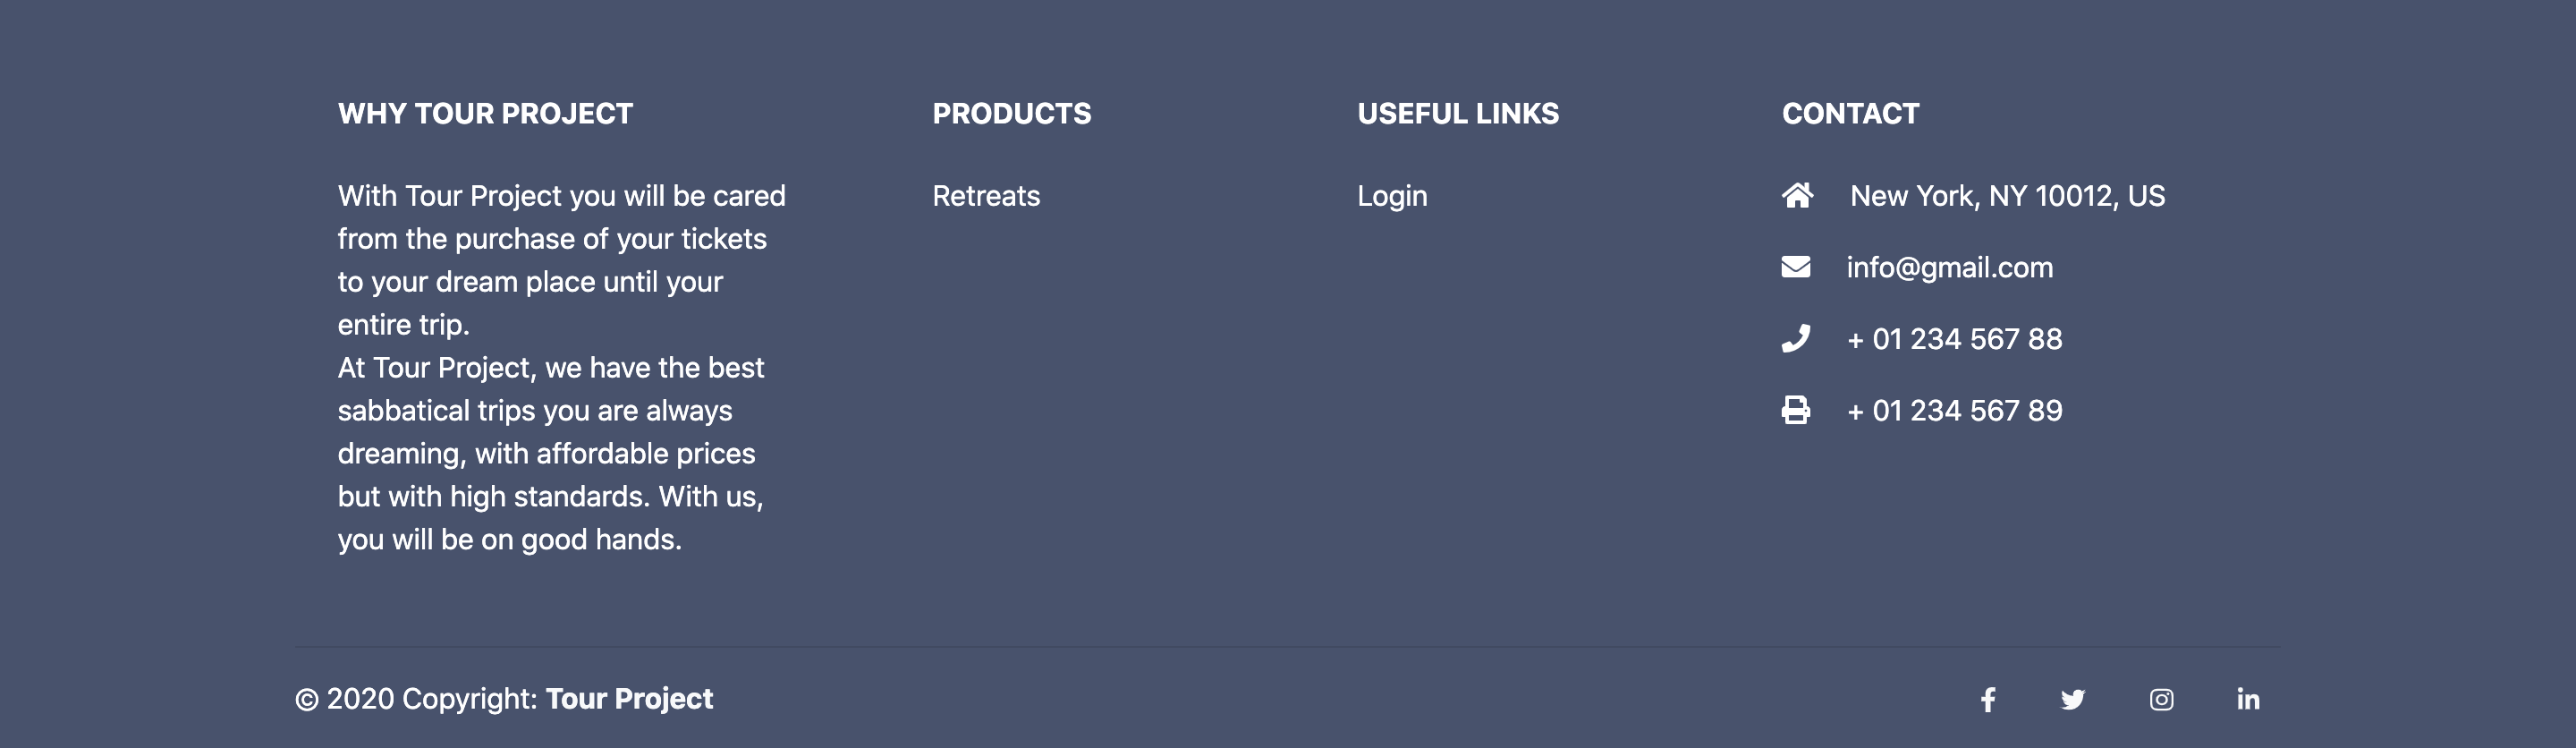 WHY TOUR PROJECT
With Tour Project you will be cared
from the purchase of your tickets
to your dream place until your
entire trip.
At Tour Project, we have the best
sabbatical trips you are always
dreaming, with affordable prices
but with high standards. With us,
you will be on good hands.
PRODUCTS
Retreats
USEFUL LINKS
Login
CONTACT
New York, NY 10012, US
info@gmail.com
+ 01 234 567 88
+ 01 234 567 89
© 2020 Copyright: Tour Project